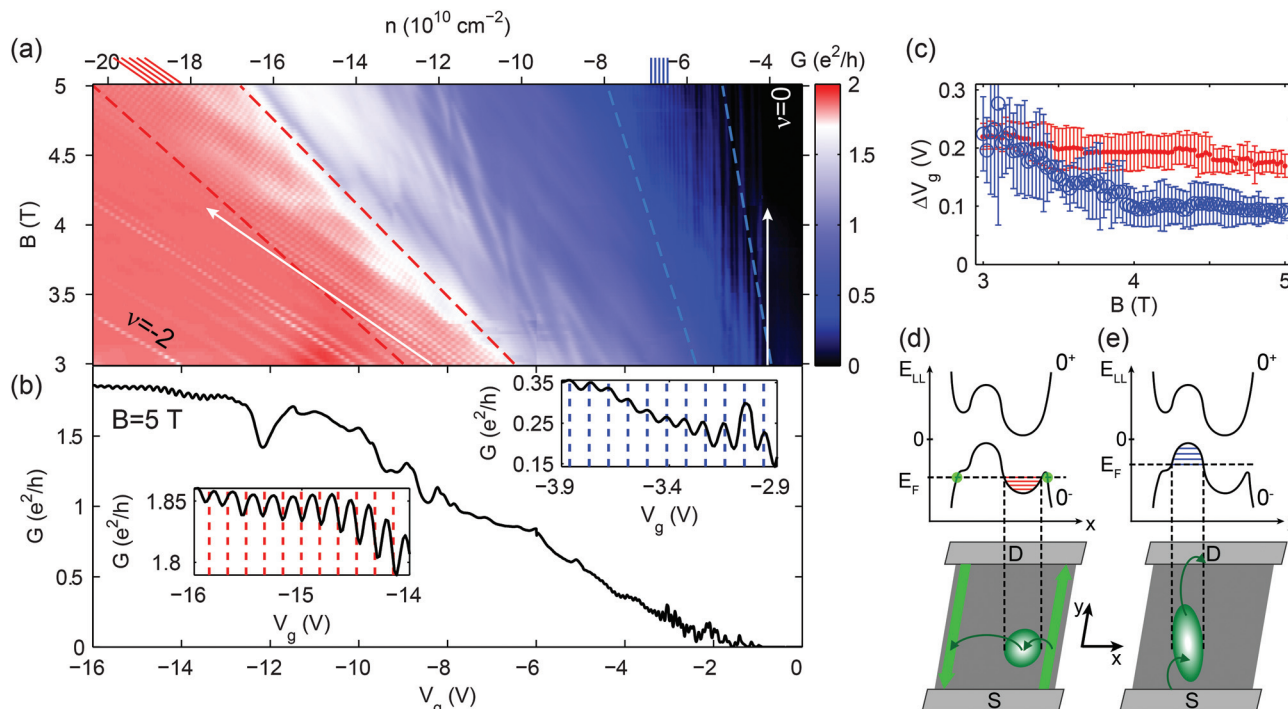 (a)
n (10^10 cm^−2)
−20 −18 −16 −14 −12 −10 −8 −6 −4 G (e²/h)
B (T)
5
4.5
4
3.5
3
ν=-2
ν=0
2
1.5
1
0.5
0
(b)
B=5 T
G (e²/h)
1.5
1
0.5
0
−16 −14 −12 −10 −8 −6 −4 −2 0
V_g (V)
G (e²/h)
1.85
1.8
−16 −15 −14
V_g (V)
G (e²/h)
0.35
0.25
0.15
−3.9 −3.4 −2.9
V_g (V)
(c)
ΔV_g (V)
0.3
0.2
0.1
0
3 4 5
B (T)
(d)
E_LL
0⁺
0
E_F
0⁻
x
D
S
y
x
(e)
E_LL
0⁺
0
E_F
0⁻
D
S